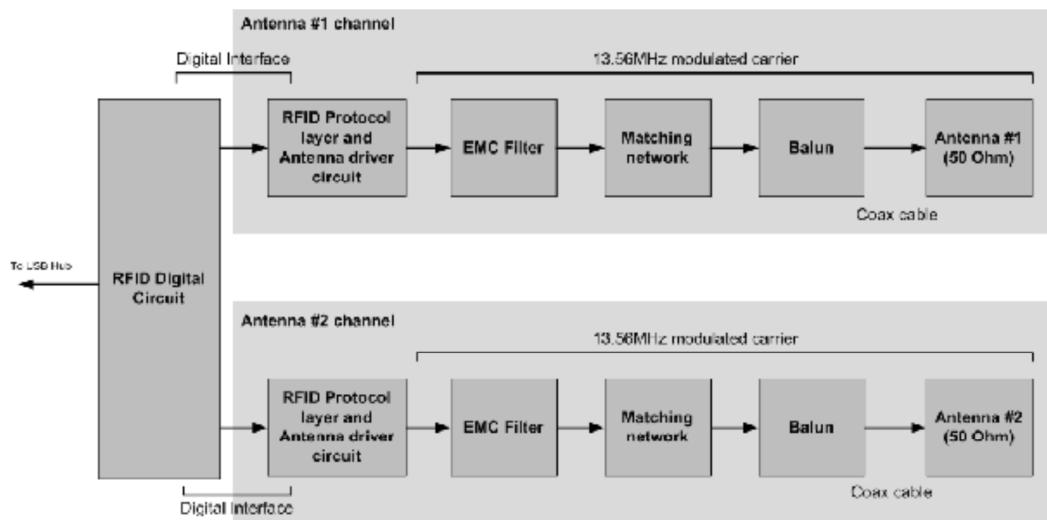 Antenna #1 channel
Digital Interface
13.56MHz modulated carrier
RFID Protocol
layer and
Antenna driver
circuit
EMC Filter
Matching
network
Balun
Antenna #1
(50 Ohm)
Coax cable
To USB Hub
RFID Digital
Circuit
Antenna #2 channel
13.56MHz modulated carrier
RFID Protocol
layer and
Antenna driver
circuit
EMC Filter
Matching
network
Balun
Antenna #2
(50 Ohm)
Coax cable
Digital Interface